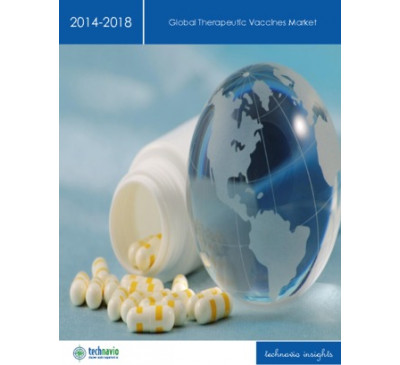 2014-2018
Global Therapeutic Vaccines Market
technavio
technavio insights